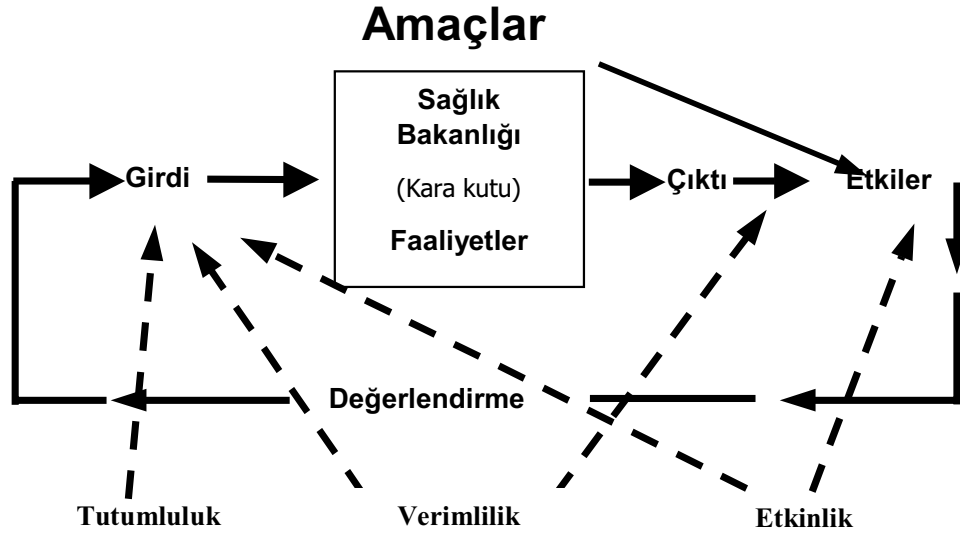 Amaçlar
Sağlık
Bakanlığı
Girdi
(Kara kutu)
Çıktı
Etkiler
Faaliyetler
Değerlendirme
Tutumluluk
Verimlilik
Etkinlik